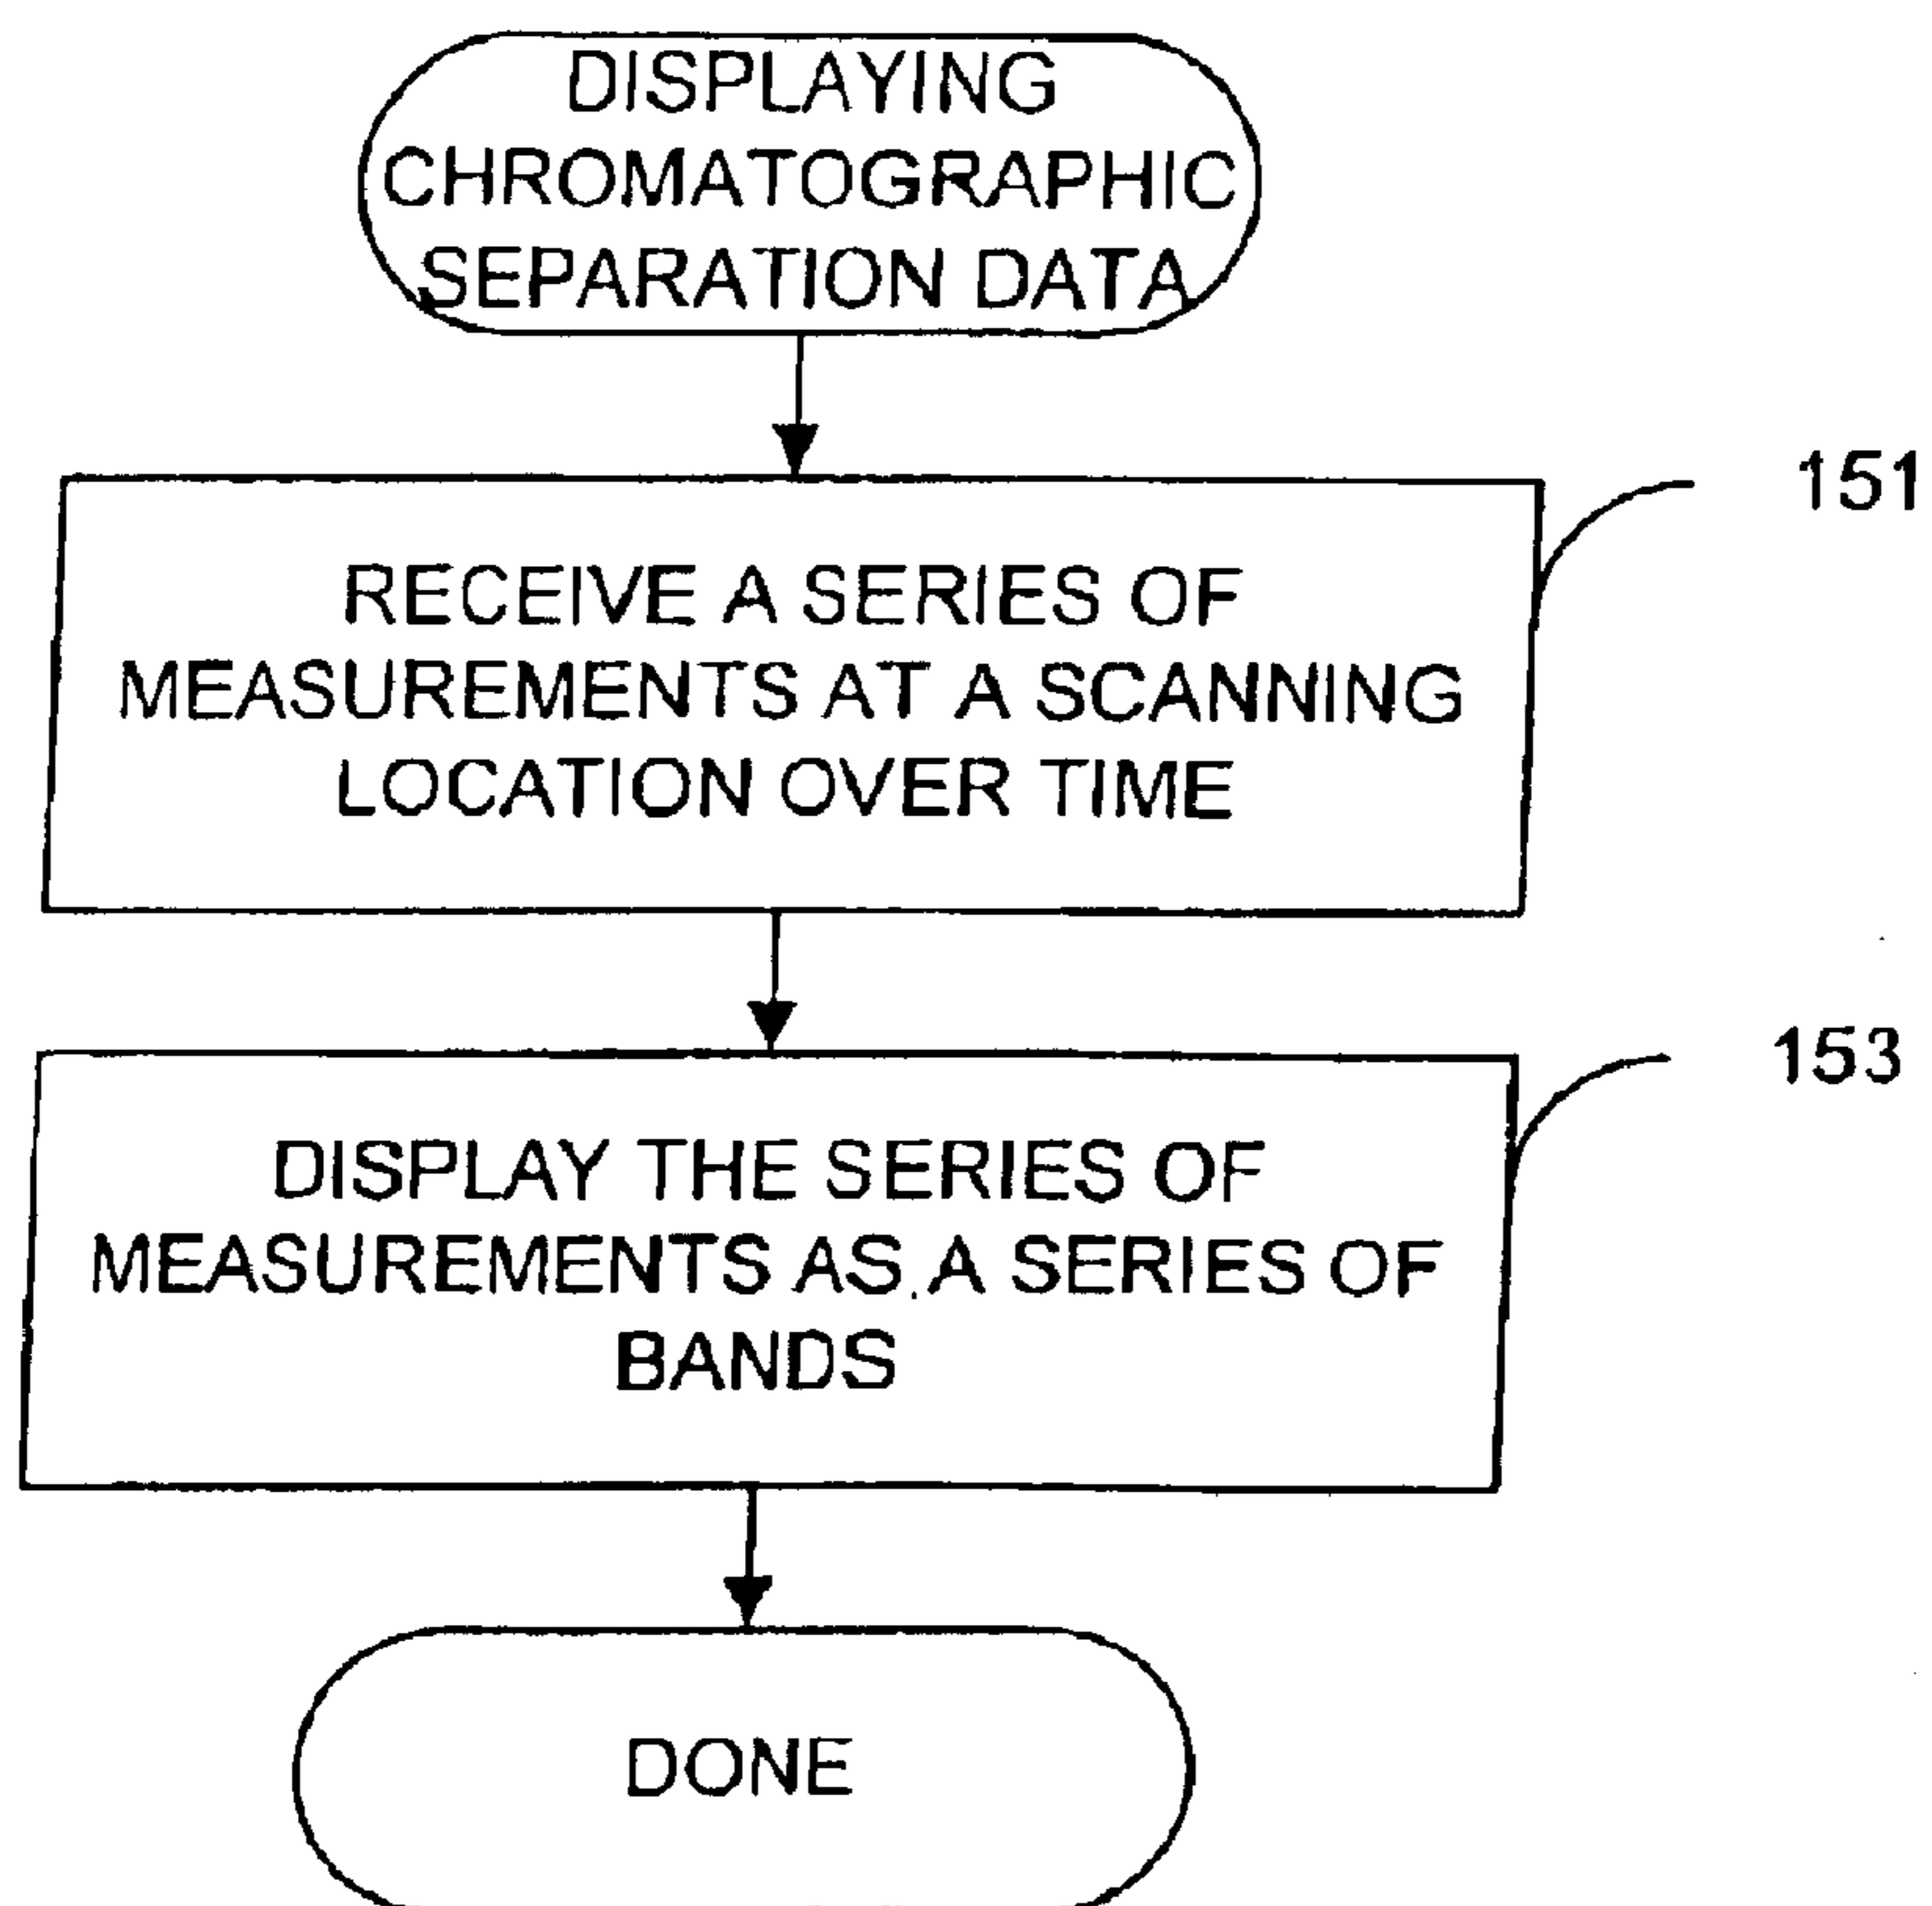 DISPLAYING
CHROMATOGRAPHIC
SEPARATION DATA
151
RECEIVE A SERIES OF
MEASUREMENTS AT A SCANNING
LOCATION OVER TIME
153
DISPLAY THE SERIES OF
MEASUREMENTS AS A SERIES OF
BANDS
DONE